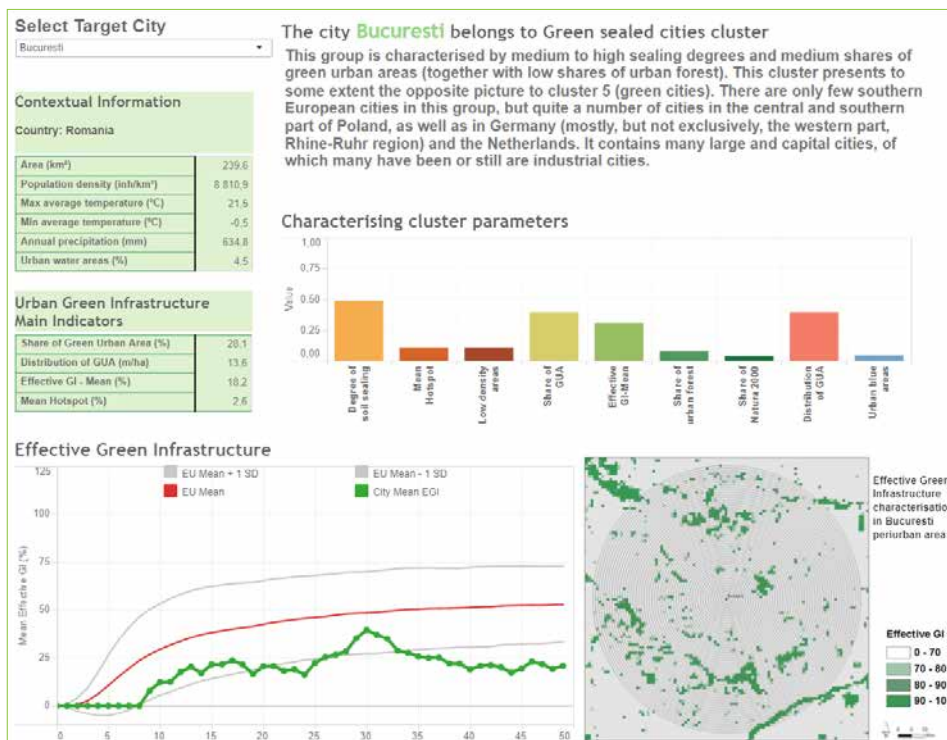 Select Target City
Bucuresti
The city Bucuresti belongs to Green sealed cities cluster
This group is characterised by medium to high sealing degrees and medium shares of
green urban areas (together with low shares of urban forest). This cluster presents to
some extent the opposite picture to cluster 5 (green cities). There are only few southern
European cities in this group, but quite a number of cities in the central and southern
part of Poland, as well as in Germany (mostly, but not exclusively, the western part,
Rhine-Ruhr region) and the Netherlands. It contains many large and capital cities, of
which many have been or still are industrial cities.
Contextual Information
Country: Romania
Area (km²) 239,6
Population density (inh/km²) 8 810,9
Max average temperature (ºC) 21,5
Min average temperature (ºC) -0,5
Annual precipitation (mm) 634,8
Urban water areas (%) 4,5
Urban Green Infrastructure
Main Indicators
Share of Green Urban Area (%) 28,1
Distribution of GUA (m/ha) 13,6
Effective GI - Mean (%) 18,2
Mean Hotspot (%) 2,6
Characterising cluster parameters
Value
1,00
0,75
0,50
0,25
0,00
Degree of
soil sealing
Mean
Hotspot
Low density
areas
Share of
GUA
Effective
GI-Mean
Share of
urban forest
Share of
Natura 2000
Distribution
of GUA
Urban blue
areas
Effective Green Infrastructure
EU Mean + 1 SD
EU Mean - 1 SD
EU Mean
City Mean EGI
Mean Effective GI (%)
125
100
75
50
25
0
0 5 10 15 20 25 30 35 40 45 50
Effective Green
Infrastructure
characterisatio
in Bucuresti
periurban area
Effective GI
0 - 70
70 - 80
80 - 90
90 - 10